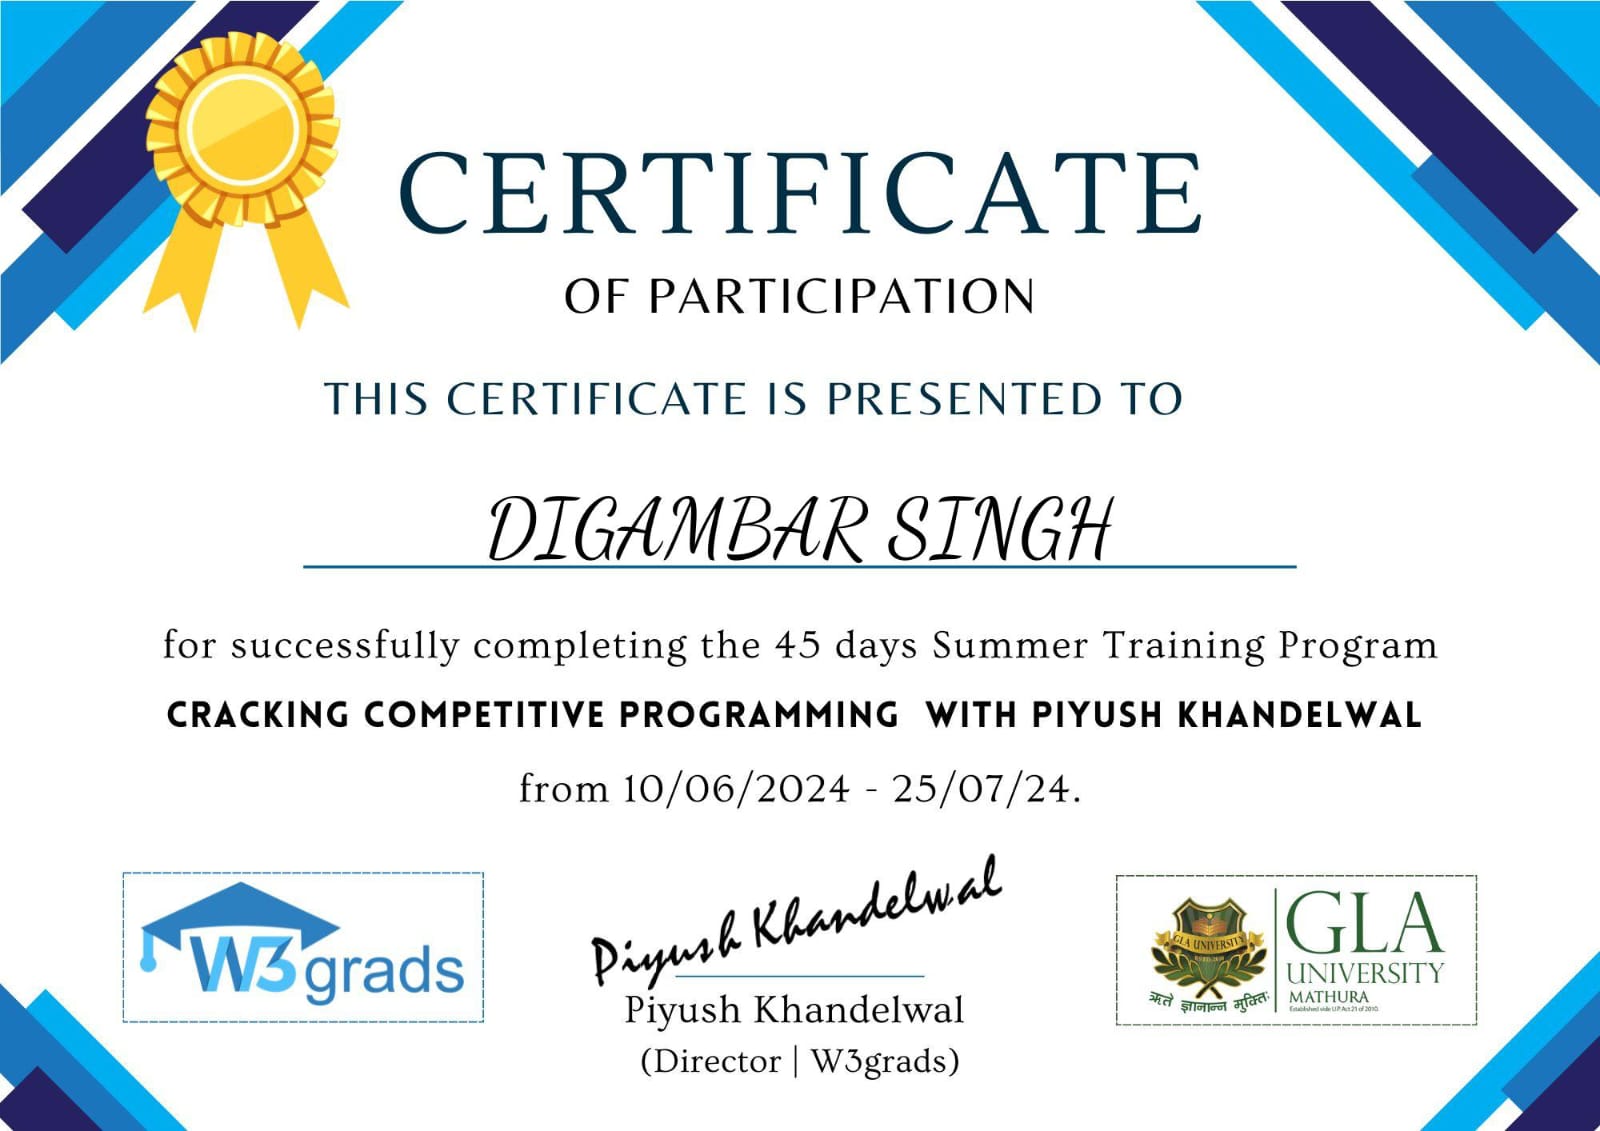 CERTIFICATE
OF PARTICIPATION
THIS CERTIFICATE IS PRESENTED TO
DIGAMBAR SINGH
for successfully completing the 45 days Summer Training Program
CRACKING COMPETITIVE PROGRAMMING WITH PIYUSH KHANDELWAL
from 10/06/2024 - 25/07/24.
W3grads
Piyush Khandelwal
Piyush Khandelwal
(Director | W3grads)
GLA UNIVERSITY
ऋते ज्ञानान्न मुक्तिः
GLA
UNIVERSITY
MATHURA
Established vide U.P. Act 21 of 2010.